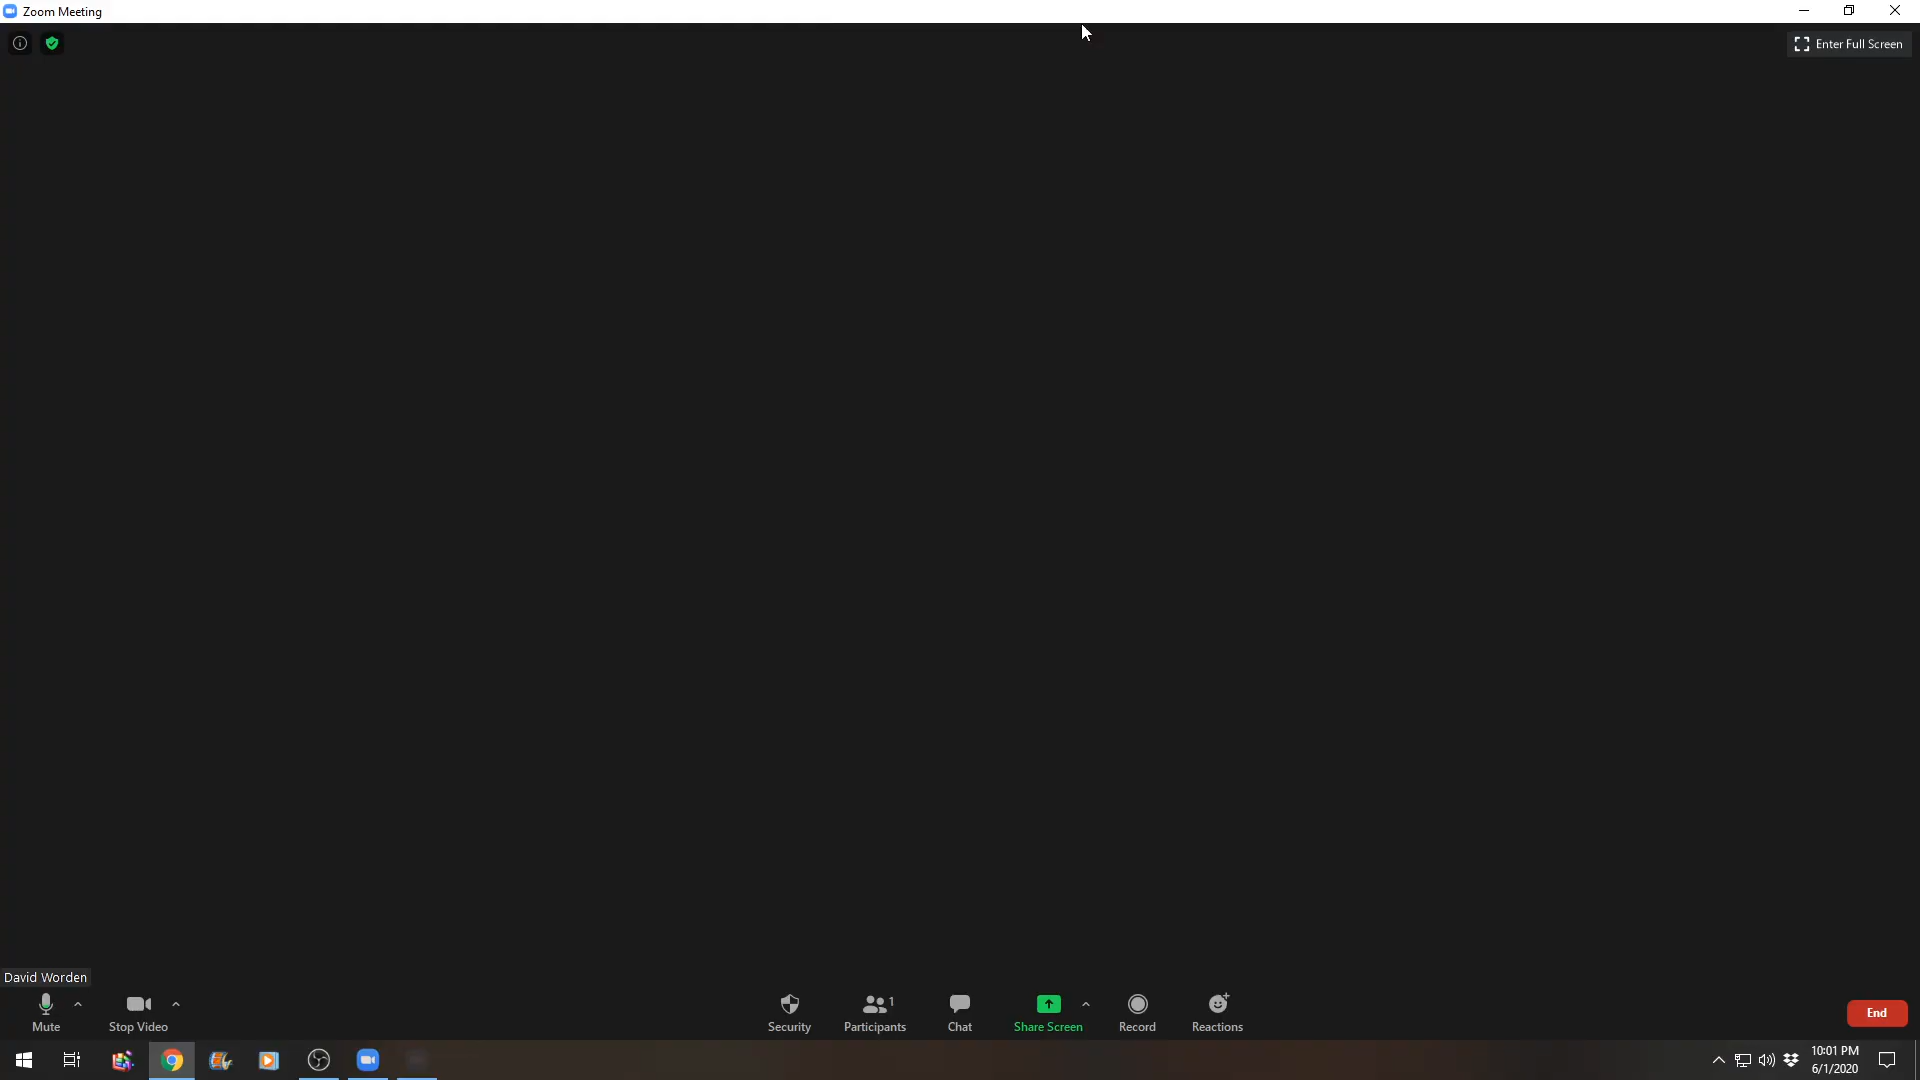 Zoom Meeting
Enter Full Screen
David Worden
Mute
Stop Video
Security
1
Participants
Chat
Share Screen
Record
Reactions
End
10:01 PM
6/1/2020